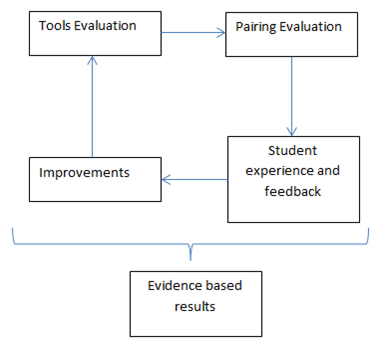 Tools Evaluation
Pairing Evaluation
Student
experience and
feedback
Improvements
Evidence based
results